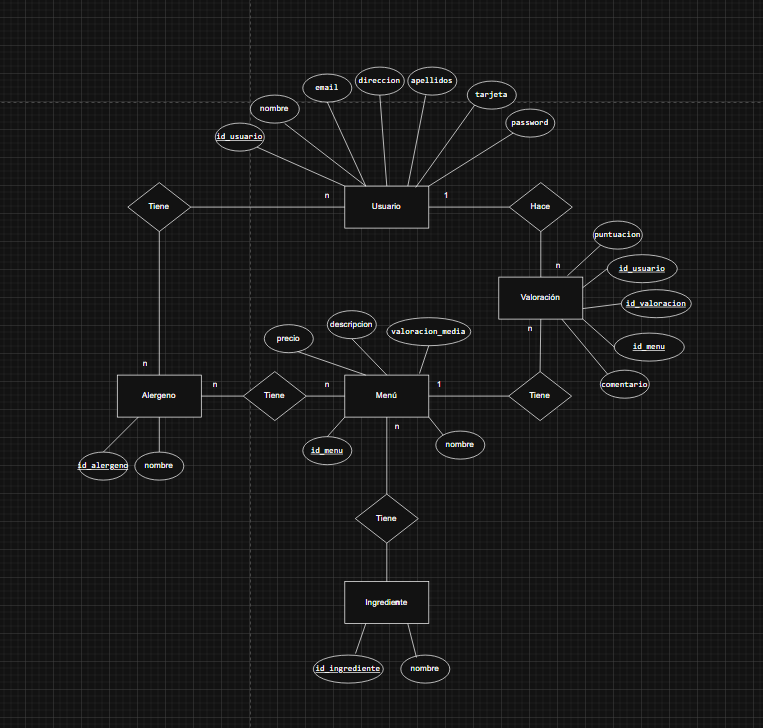 email
direccion
apellidos
tarjeta
nombre
password
id_usuario
n
1
Tiene
Usuario
Hace
puntuacion
n
id_usuario
Valoración
id_valoracion
descripcion
n
valoracion_media
precio
id_menu
n
n
n
1
comentario
Alergeno
Tiene
Menú
Tiene
n
nombre
id_menu
id_alergeno
nombre
Tiene
Ingrediente
id_ingrediente
nombre